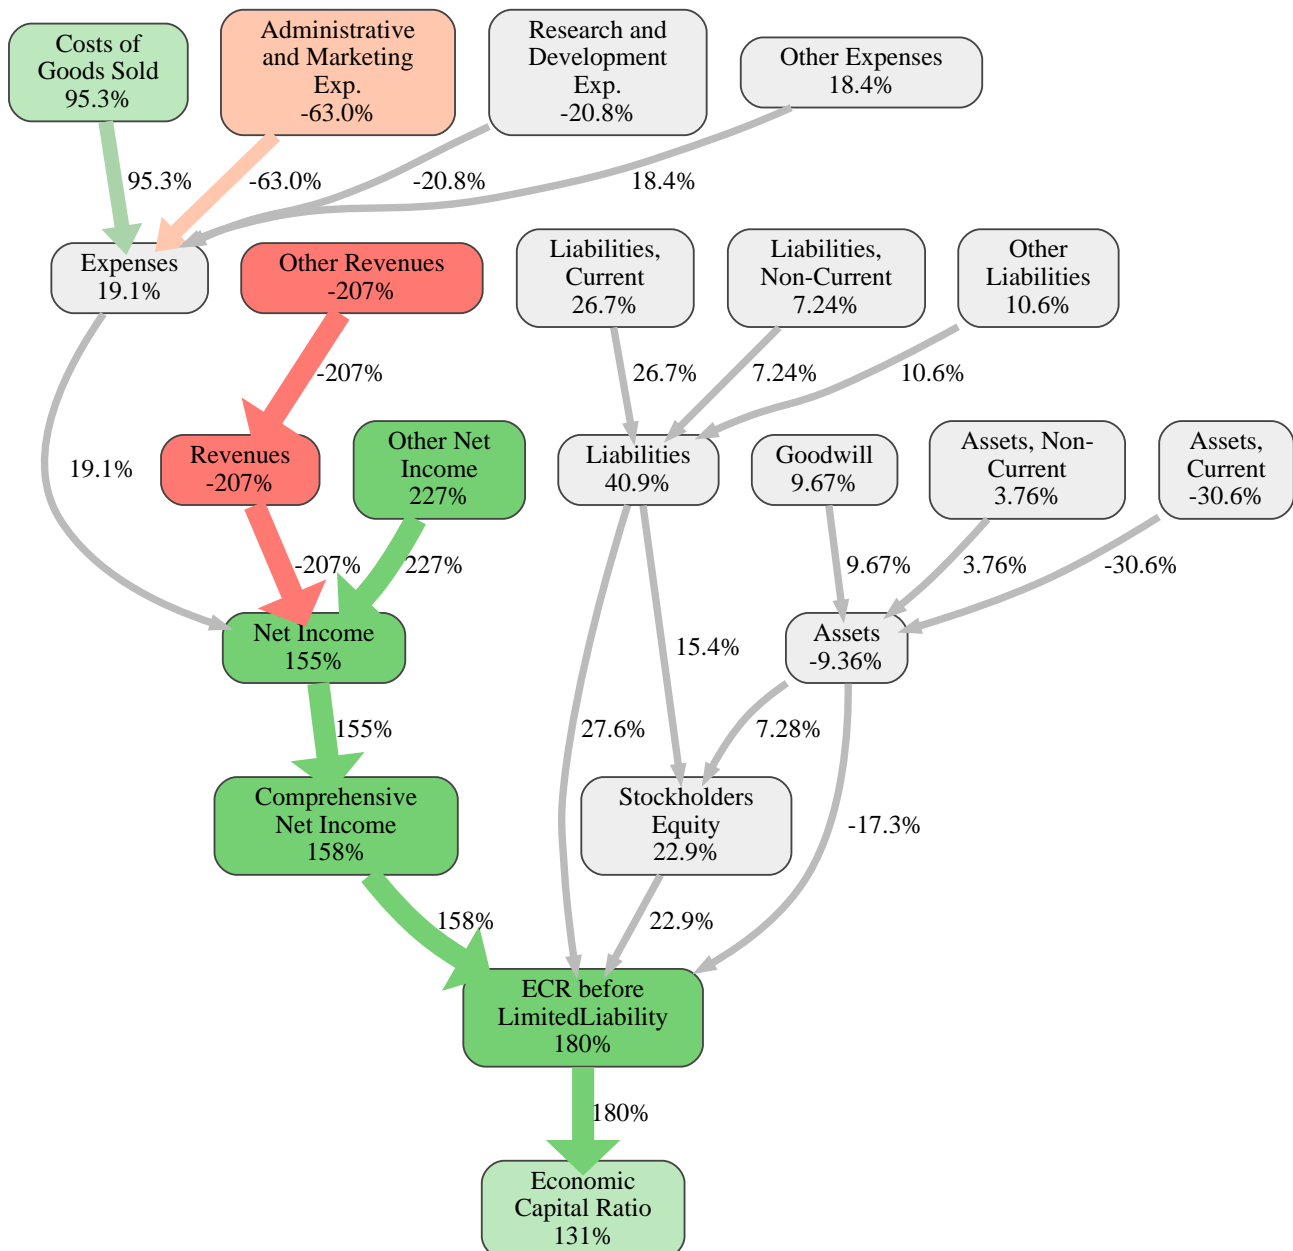 Costs of
Goods Sold
95.3%
Administrative
and Marketing
Exp.
-63.0%
Research and
Development
Exp.
-20.8%
Other Expenses
18.4%
95.3%
-63.0%
-20.8%
18.4%
Expenses
19.1%
Other Revenues
-207%
Liabilities,
Current
26.7%
Liabilities,
Non-Current
7.24%
Other
Liabilities
10.6%
-207%
26.7%
7.24%
10.6%
Revenues
-207%
Other Net
Income
227%
Liabilities
40.9%
Goodwill
9.67%
Assets, Non-
Current
3.76%
Assets,
Current
-30.6%
19.1%
-207%
227%
9.67%
3.76%
-30.6%
Net Income
155%
15.4%
Assets
-9.36%
155%
27.6%
7.28%
Comprehensive
Net Income
158%
Stockholders
Equity
22.9%
-17.3%
158%
22.9%
ECR before
LimitedLiability
180%
180%
Economic
Capital Ratio
131%